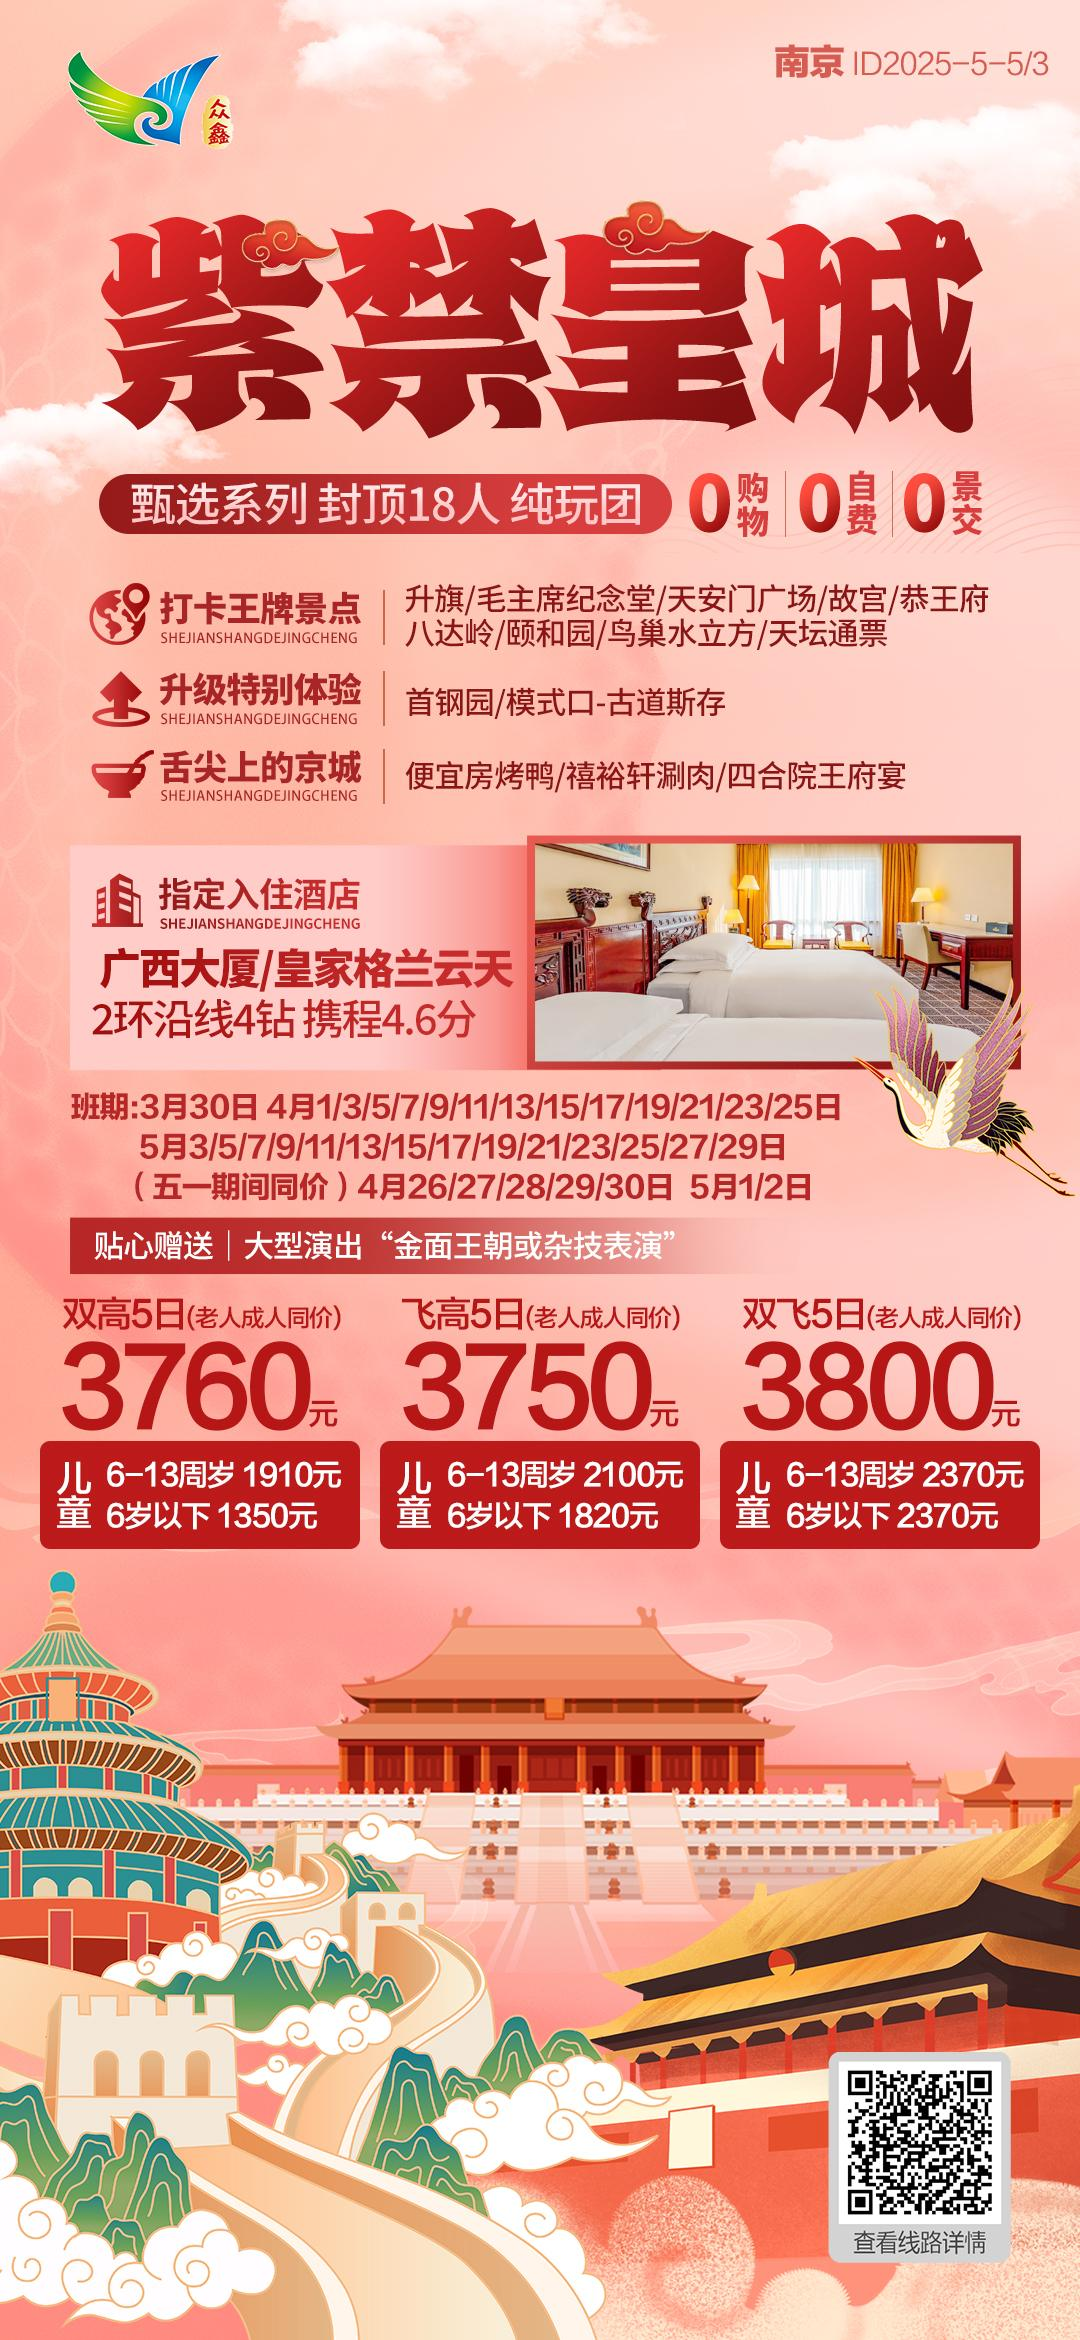 南京 ID2025-5-5/3
众鑫
紫禁皇城
甄选系列 封顶18人 纯玩团
0购物 0自费 0景交
打卡王牌景点
SHEJIANSHANGDEJINGCHENG
升旗/毛主席纪念堂/天安门广场/故宫/恭王府
八达岭/颐和园/鸟巢水立方/天坛通票
升级特别体验
SHEJIANSHANGDEJINGCHENG
首钢园/模式口-古道斯存
舌尖上的京城
SHEJIANSHANGDEJINGCHENG
便宜房烤鸭/禧裕轩涮肉/四合院王府宴
指定入住酒店
SHEJIANSHANGDEJINGCHENG
广西大厦/皇家格兰云天
2环沿线4钻 携程4.6分
班期:3月30日 4月1/3/5/7/9/11/13/15/17/19/21/23/25日
5月3/5/7/9/11/13/15/17/19/21/23/25/27/29日
（五一期间同价）4月26/27/28/29/30日 5月1/2日
贴心赠送｜大型演出“金面王朝或杂技表演”
双高5日(老人成人同价)
3760元
儿童 6-13周岁 1910元
6岁以下 1350元
飞高5日(老人成人同价)
3750元
儿童 6-13周岁 2100元
6岁以下 1820元
双飞5日(老人成人同价)
3800元
儿童 6-13周岁 2370元
6岁以下 2370元
查看线路详情